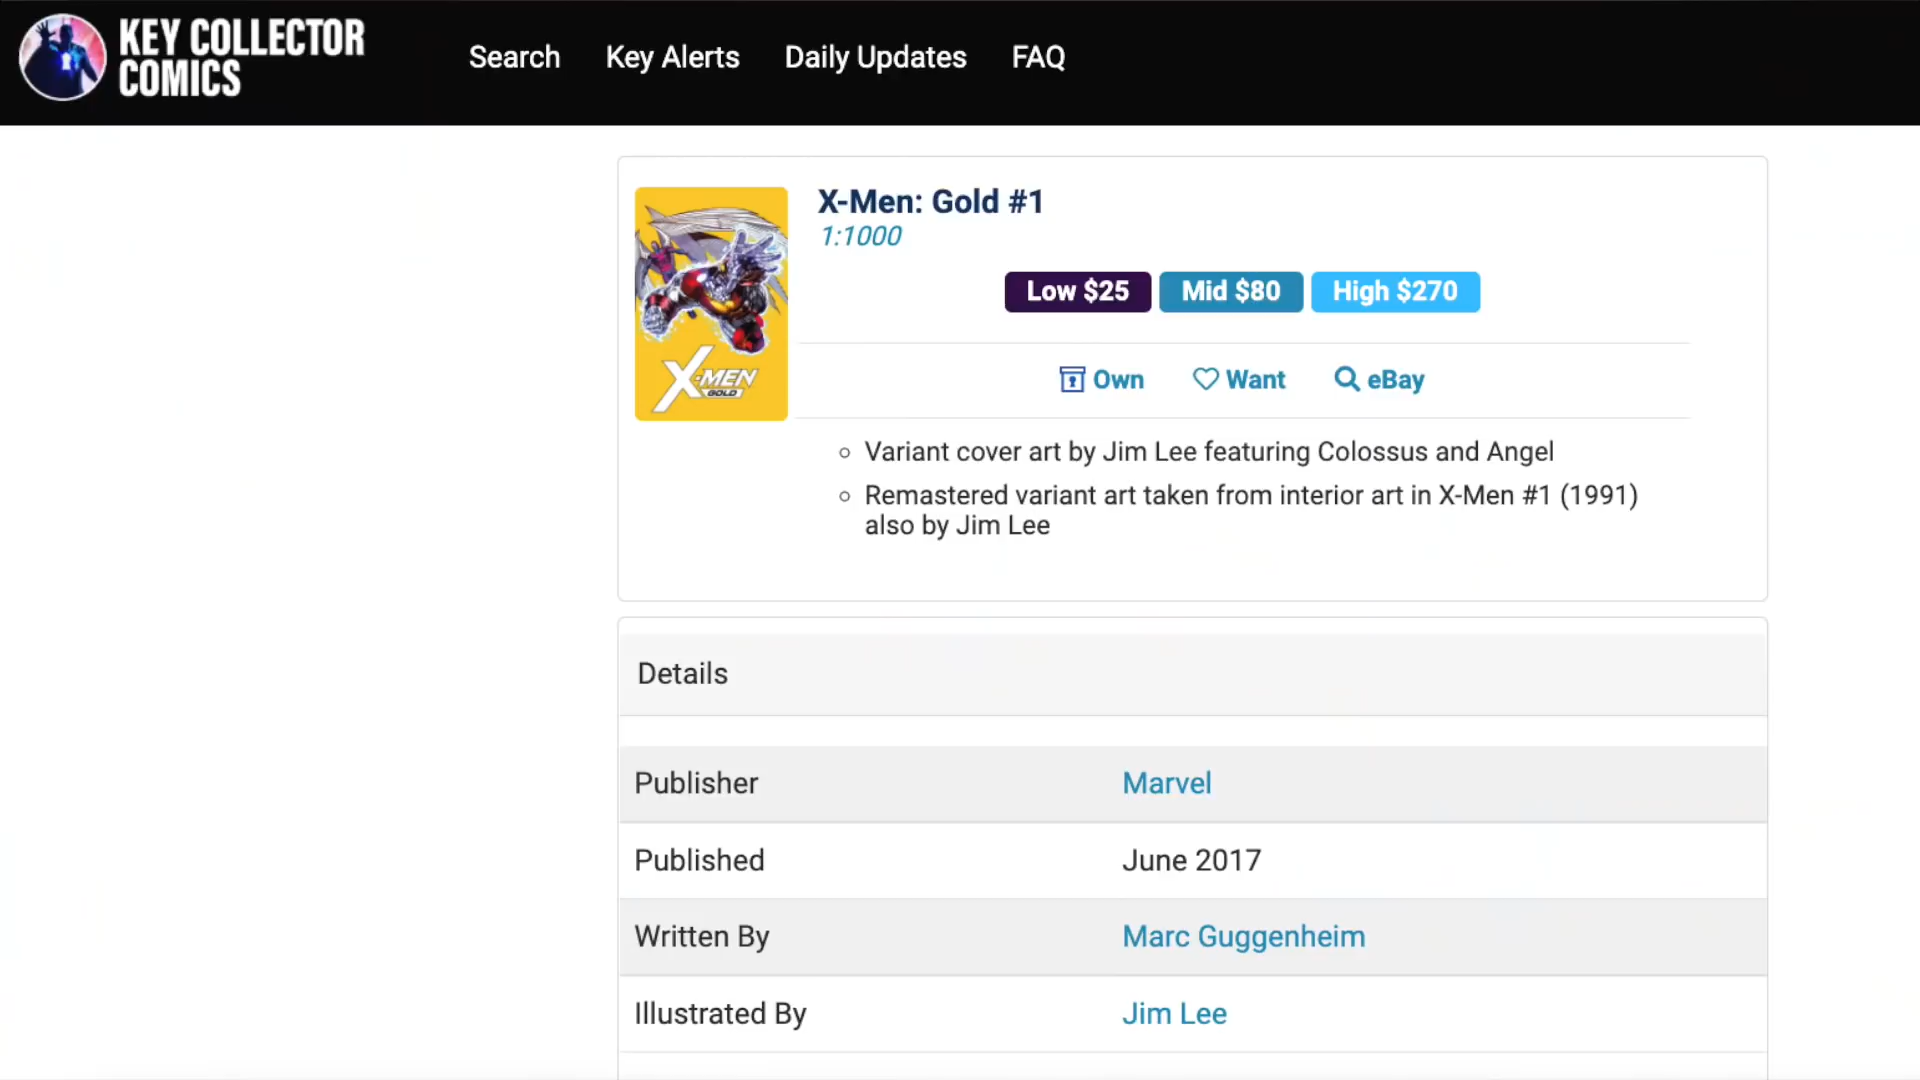 KEY COLLECTOR
COMICS
Search
Key Alerts
Daily Updates
FAQ
X-Men: Gold #1
1:1000
Low $25
Mid $80
High $270
X-MEN
GOLD
Own
Want
eBay
Variant cover art by Jim Lee featuring Colossus and Angel
Remastered variant art taken from interior art in X-Men #1 (1991)
also by Jim Lee
Details
Publisher
Marvel
Published
June 2017
Written By
Marc Guggenheim
Illustrated By
Jim Lee